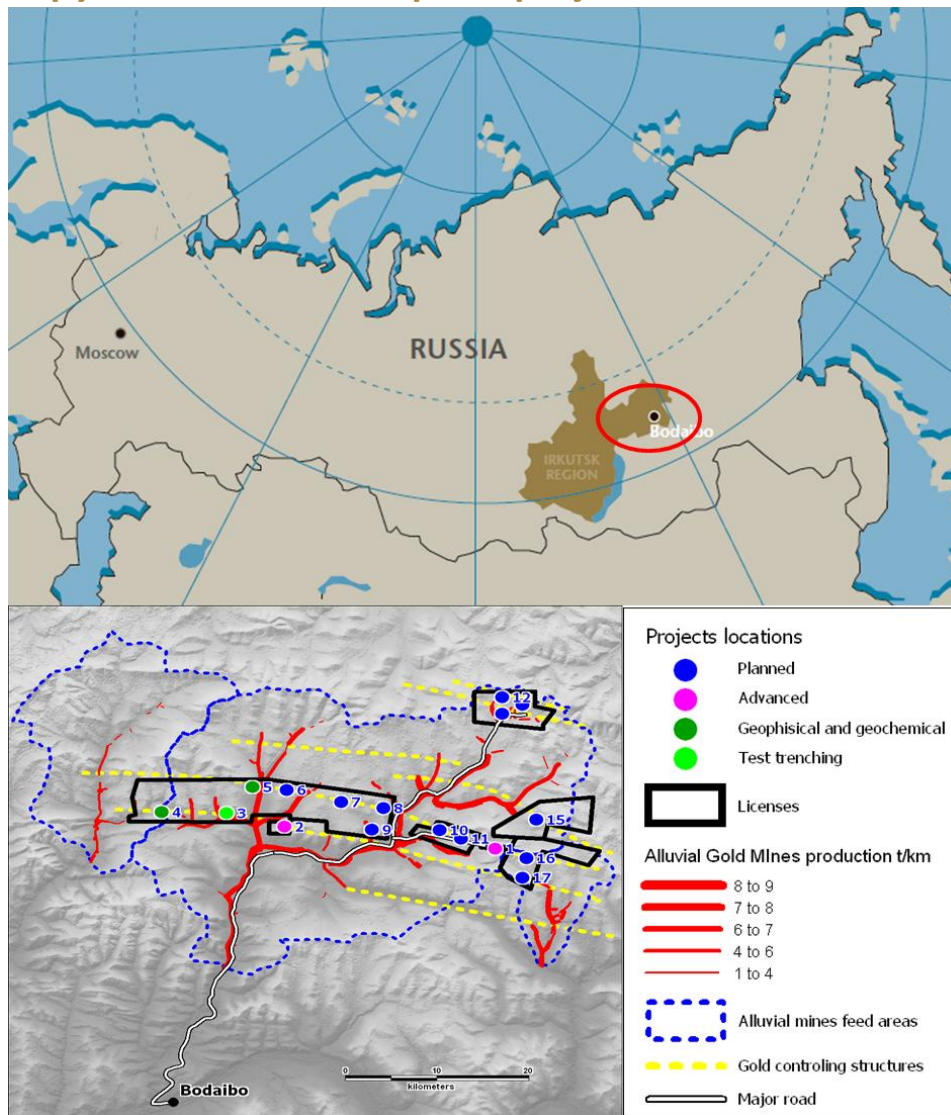 Moscow
RUSSIA
Bodaibo
IRKUTSK
REGION
12
5
6
7
8
4
3
2
9
10
11
15
1
16
17
0 10 20
kilometers
Bodaibo
Projects locations
Planned
Advanced
Geophisical and geochemical
Test trenching
Licenses
Alluvial Gold MInes production t/km
8 to 9
7 to 8
6 to 7
4 to 6
1 to 4
Alluvial mines feed areas
Gold controling structures
Major road